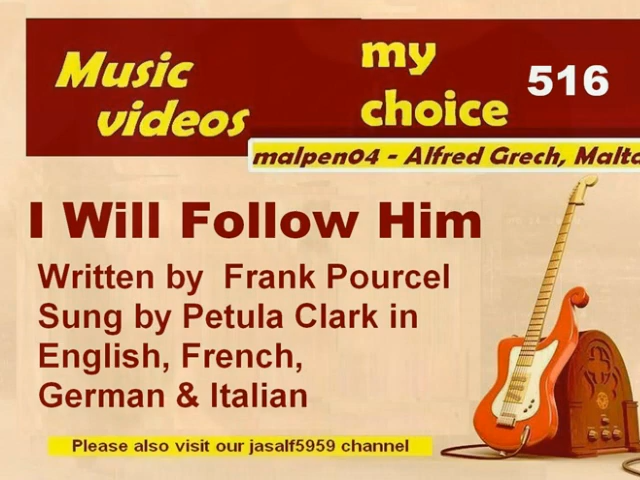 Music
videos
my
choice
516
malpen04 - Alfred Grech, Malta
I Will Follow Him
Written by Frank Pourcel
Sung by Petula Clark in
English, French,
German & Italian
Please also visit our jasalf5959 channel